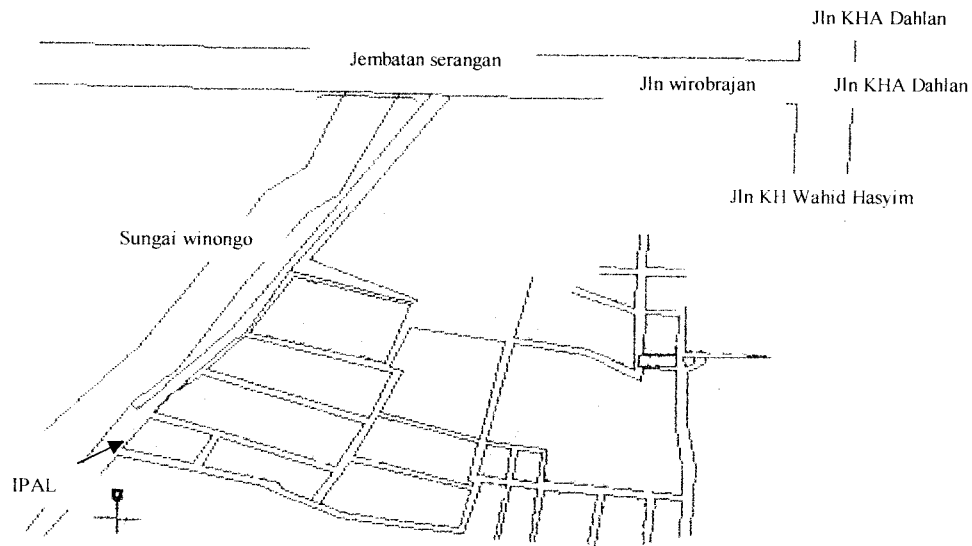 Jln KHA Dahlan
Jembatan serangan
Jln wirobrajan
Jln KHA Dahlan
Jln KH Wahid Hasyim
Sungai winongo
IPAL